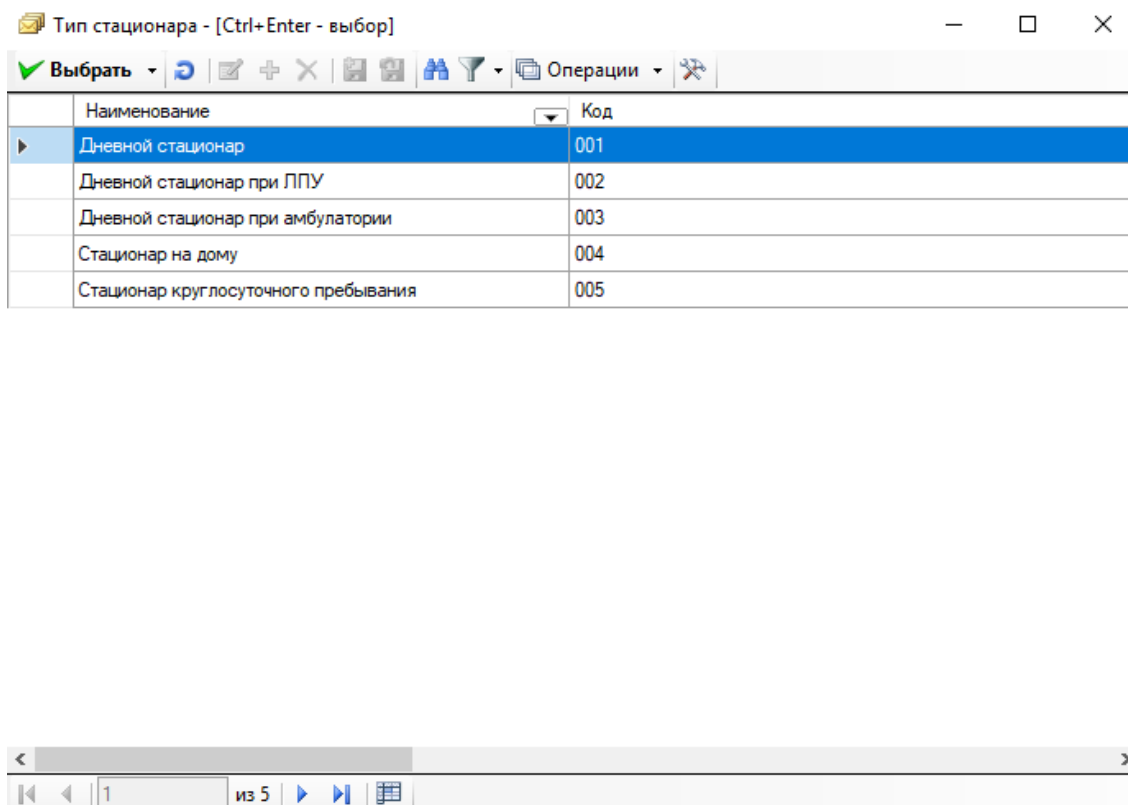 Тип стационара - [Ctrl+Enter - выбор]
Выбрать Операции
Наименование Код
Дневной стационар 001
Дневной стационар при ЛПУ 002
Дневной стационар при амбулатории 003
Стационар на дому 004
Стационар круглосуточного пребывания 005
1 из 5